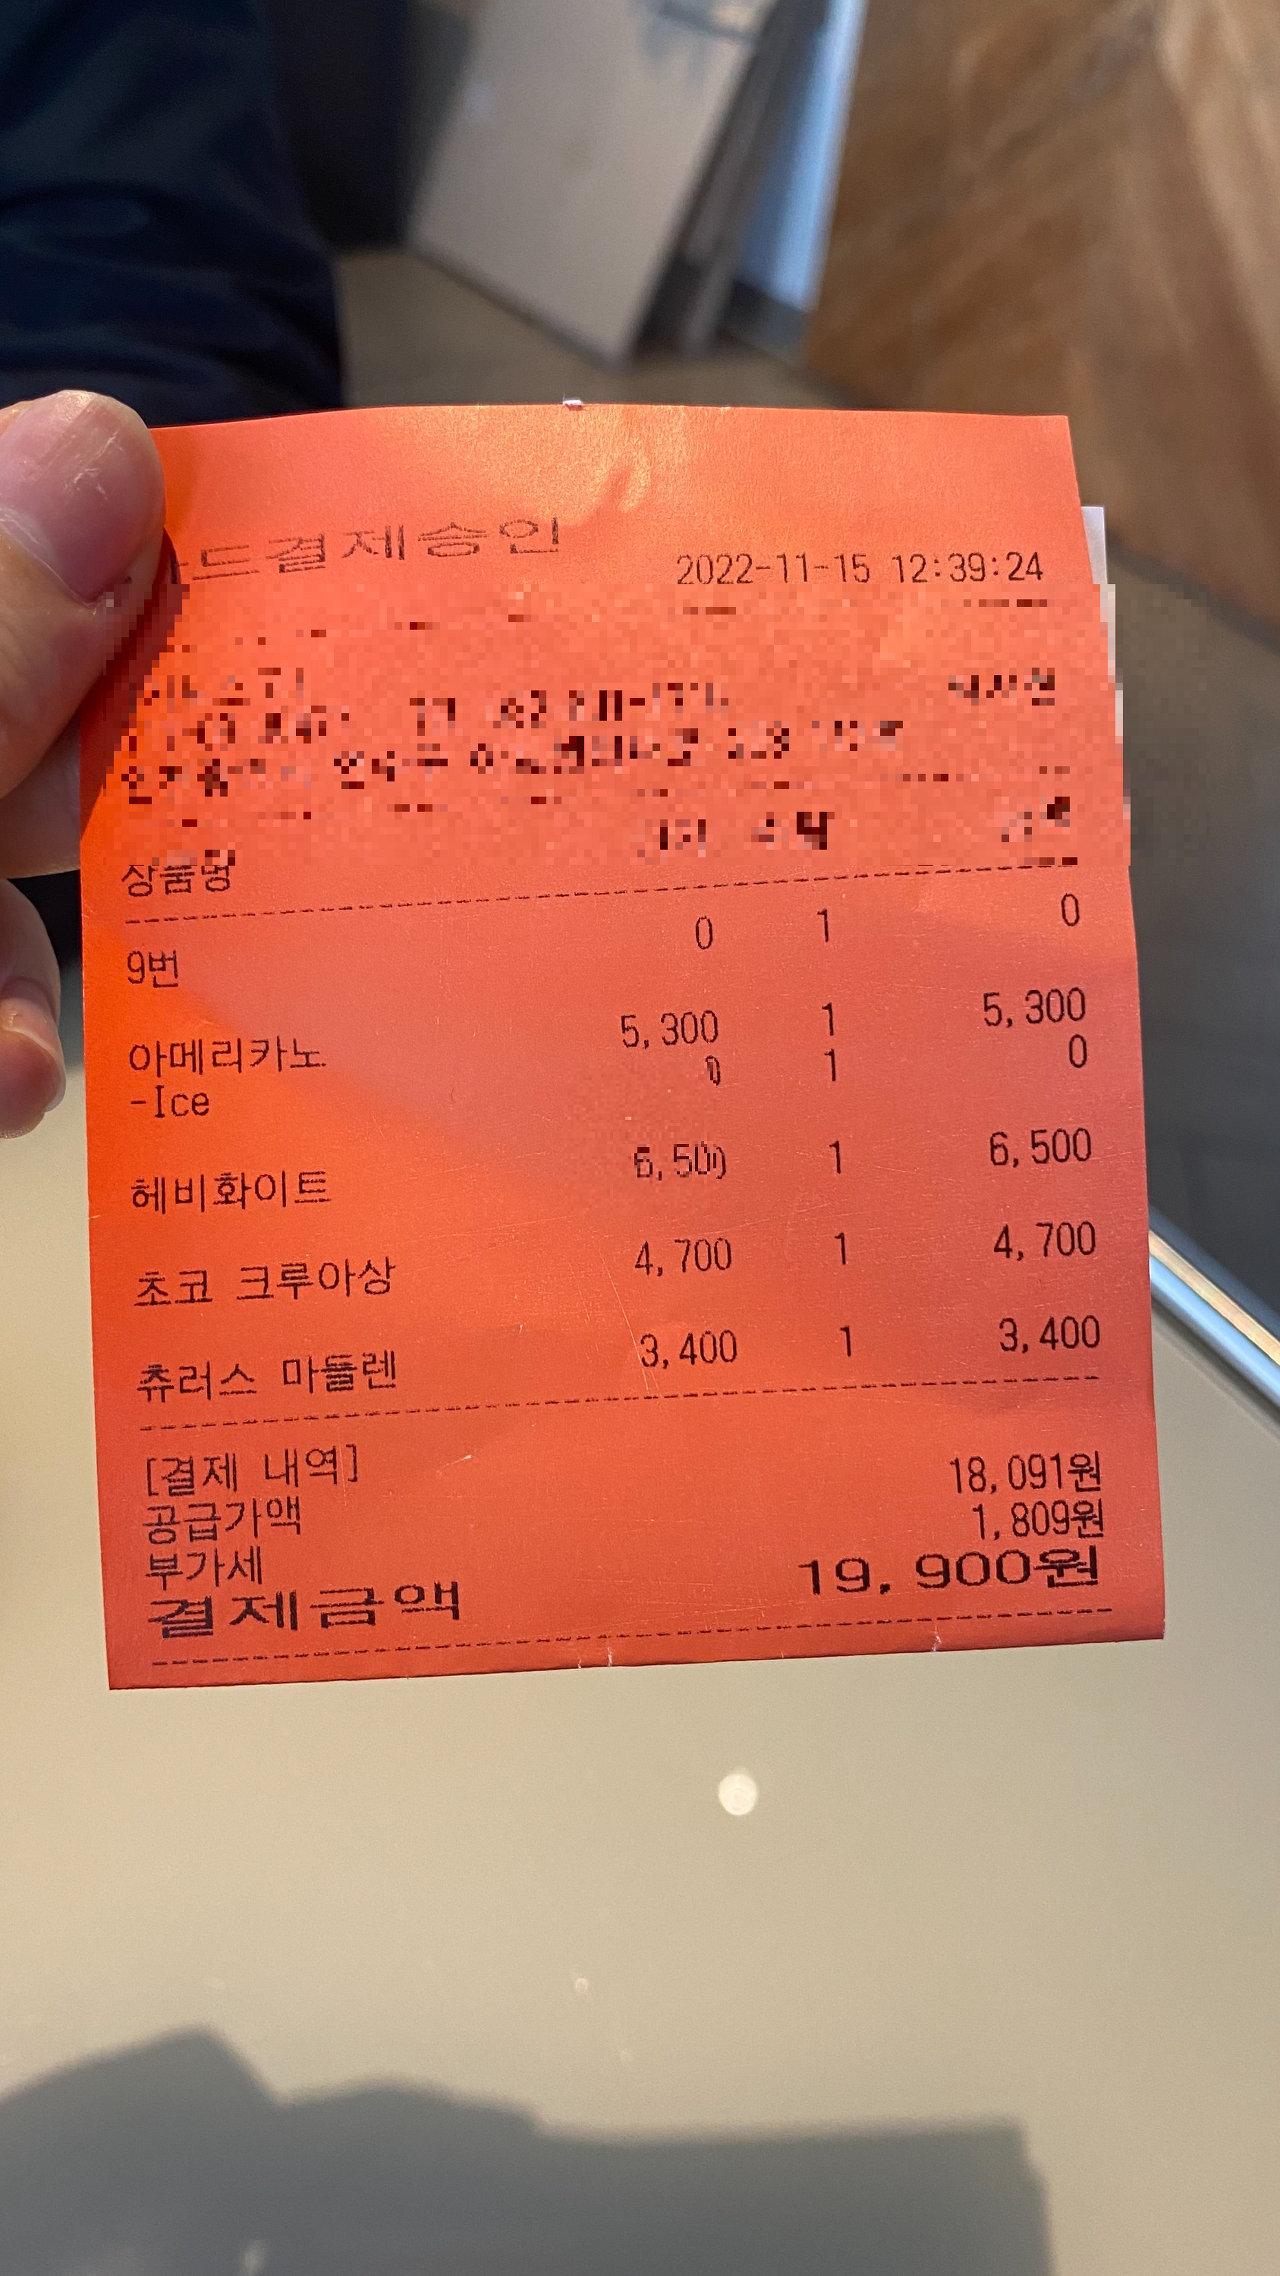 드결제승인 2022-11-15 12:39:24
상품명
9번 0 1 0
아메리카노 5,300 1 5,300
-Ice 0 1 0
헤비화이트 6,500 1 6,500
초코 크루아상 4,700 1 4,700
츄러스 마들렌 3,400 1 3,400
[결제 내역]
공급가액 18,091원
부가세 1,809원
결제금액 19,900원